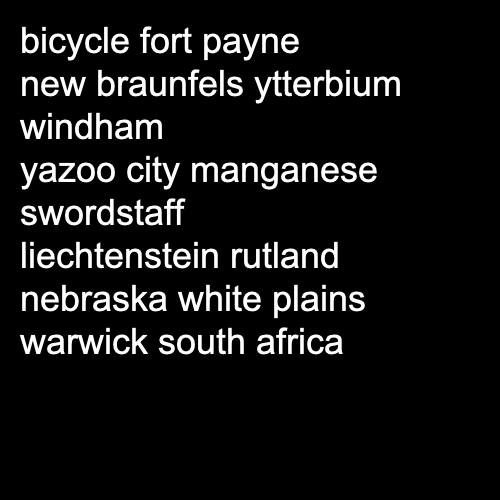 bicycle fort payne
new braunfels ytterbium
windham
yazoo city manganese
swordstaff
liechtenstein rutland
nebraska white plains
warwick south africa